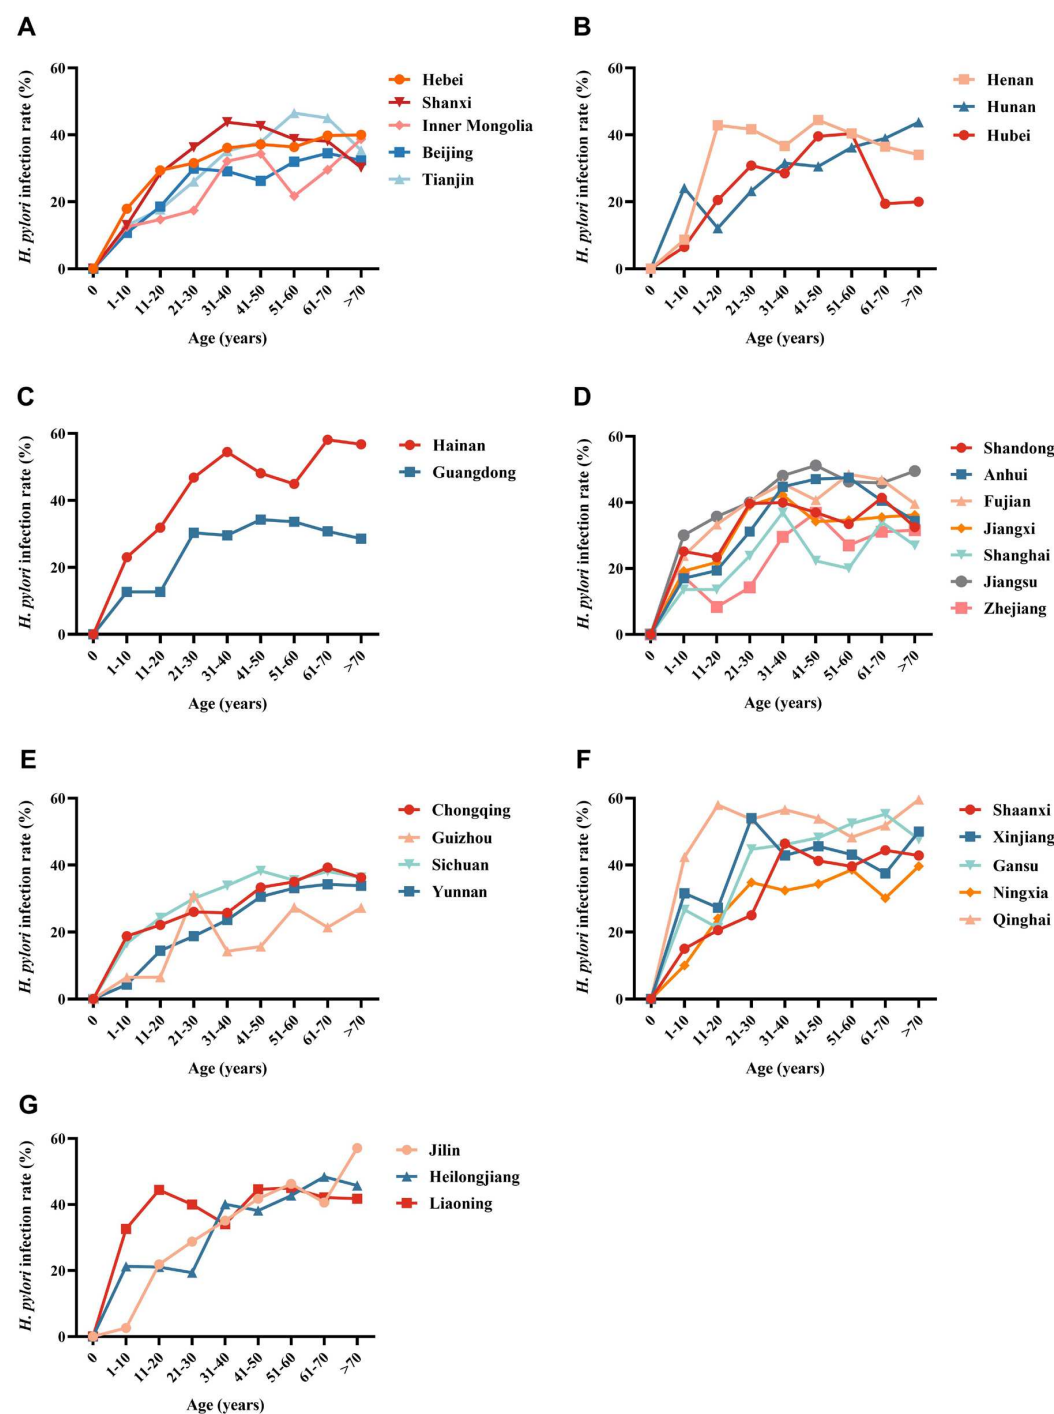 A
H. pylori infection rate (%)
60
40
20
0
0
1-10
11-20
21-30
31-40
41-50
51-60
61-70
>70
Age (years)
Hebei
Shanxi
Inner Mongolia
Beijing
Tianjin
B
H. pylori infection rate (%)
60
40
20
0
0
1-10
11-20
21-30
31-40
41-50
51-60
61-70
>70
Age (years)
Henan
Hunan
Hubei
C
H. pylori infection rate (%)
60
40
20
0
0
1-10
11-20
21-30
31-40
41-50
51-60
61-70
>70
Age (years)
Hainan
Guangdong
D
H. pylori infection rate (%)
60
40
20
0
0
1-10
11-20
21-30
31-40
41-50
51-60
61-70
>70
Age (years)
Shandong
Anhui
Fujian
Jiangxi
Shanghai
Jiangsu
Zhejiang
E
H. pylori infection rate (%)
60
40
20
0
0
1-10
11-20
21-30
31-40
41-50
51-60
61-70
>70
Age (years)
Chongqing
Guizhou
Sichuan
Yunnan
F
H. pylori infection rate (%)
60
40
20
0
0
1-10
11-20
21-30
31-40
41-50
51-60
61-70
>70
Age (years)
Shaanxi
Xinjiang
Gansu
Ningxia
Qinghai
G
H. pylori infection rate (%)
60
40
20
0
0
1-10
11-20
21-30
31-40
41-50
51-60
61-70
>70
Age (years)
Jilin
Heilongjiang
Liaoning